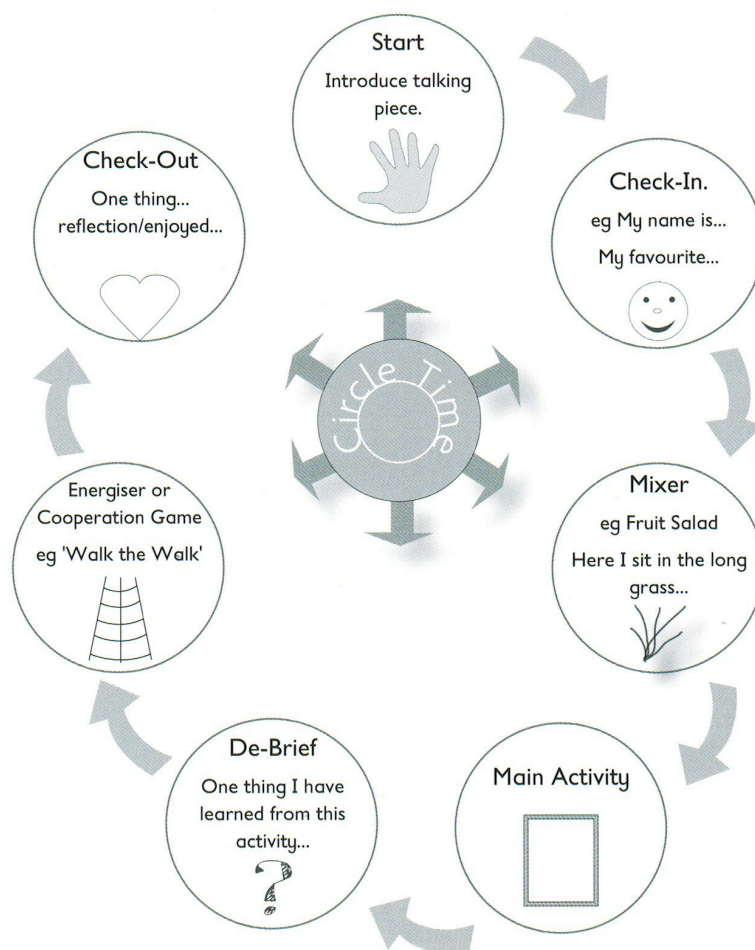 Start
Introduce talking
piece.
Check-In.
eg My name is...
My favourite...
Mixer
eg Fruit Salad
Here I sit in the long
grass...
Main Activity
De-Brief
One thing I have
learned from this
activity...
Energiser or
Cooperation Game
eg 'Walk the Walk'
Check-Out
One thing...
reflection/enjoyed...
Circle Time